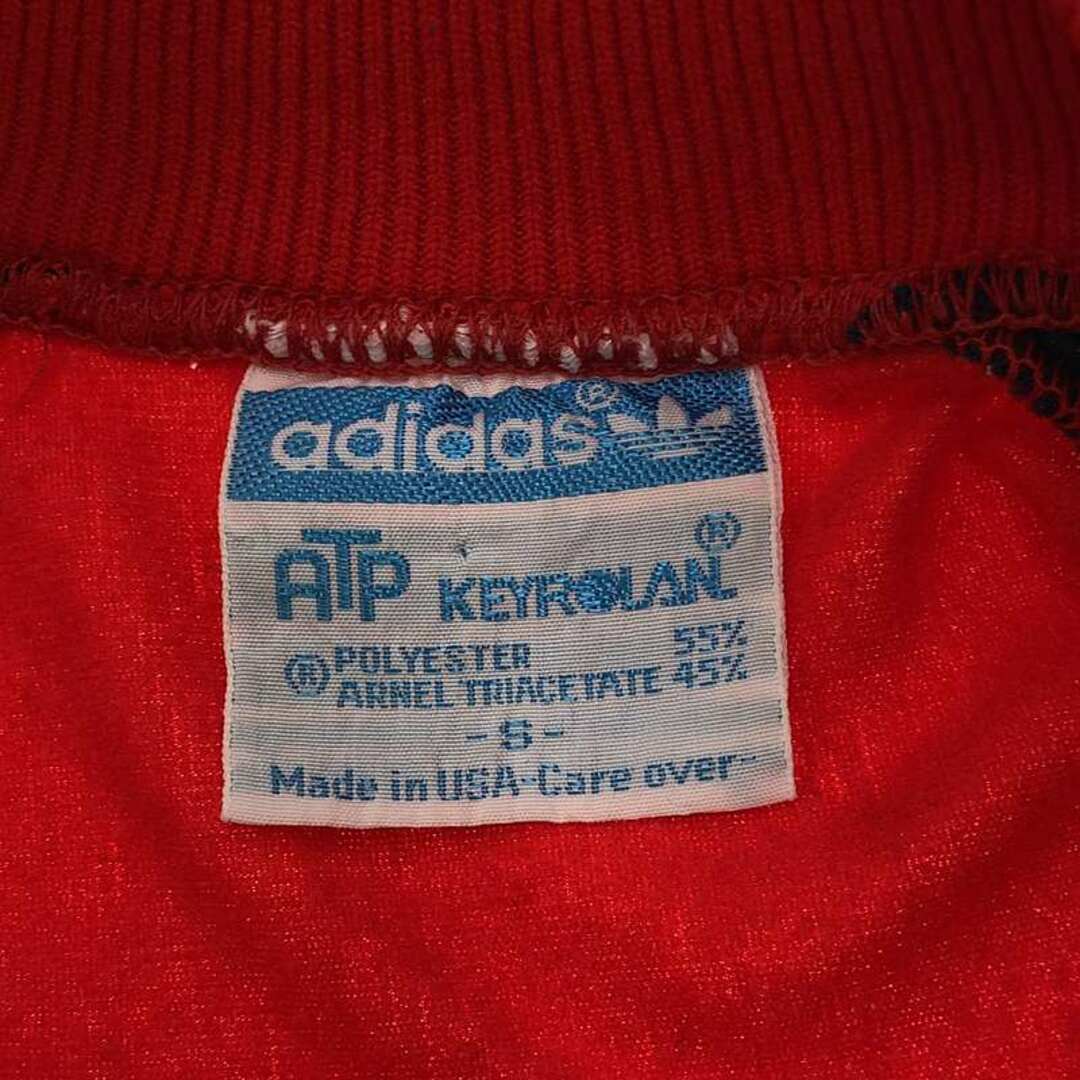 adidas®
ATP KEYROLAN®
POLYESTER 55%
® ARNEL TRIACETATE 45%
- S -
Made in USA-Care over-